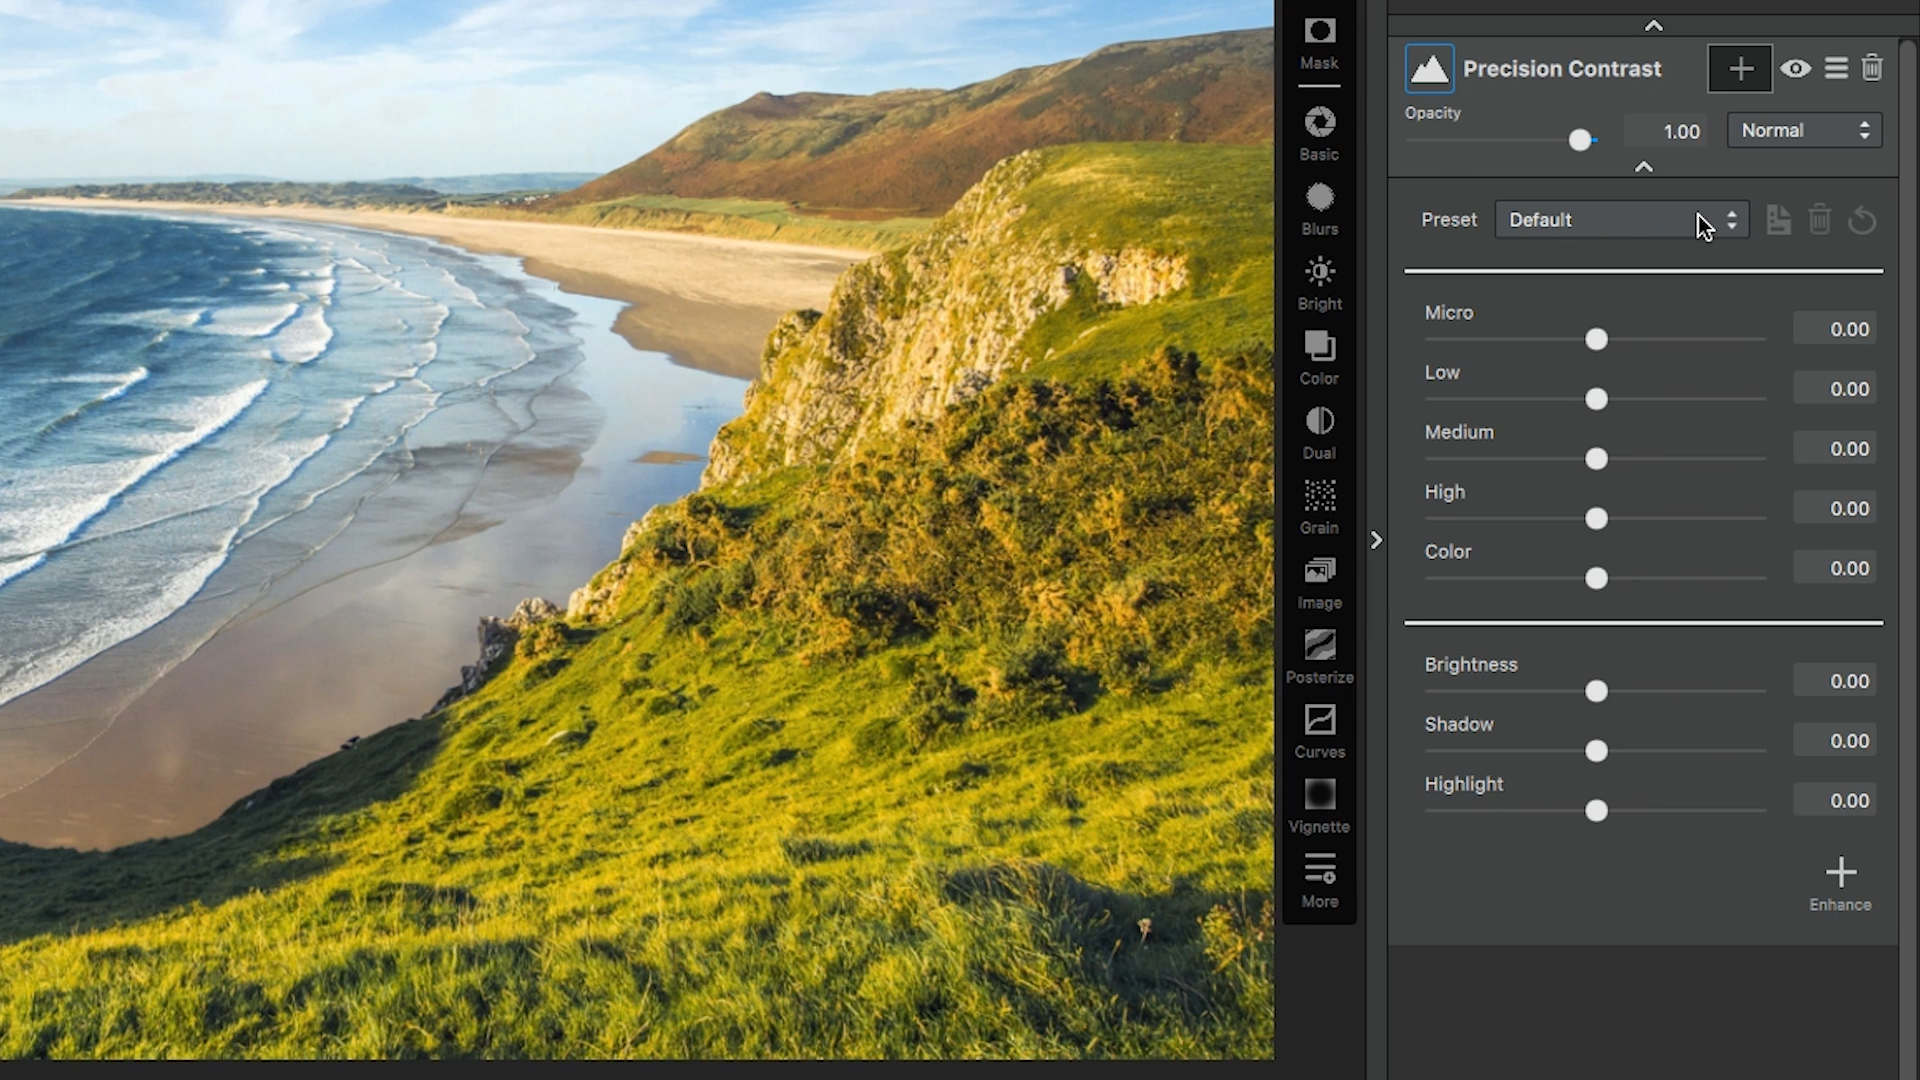 Mask
Basic
Blurs
Bright
Color
Dual
Grain
Image
Posterize
Curves
Vignette
More
Precision Contrast
Opacity
1.00
Normal
Preset
Default
Micro
0.00
Low
0.00
Medium
0.00
High
0.00
Color
0.00
Brightness
0.00
Shadow
0.00
Highlight
0.00
Enhance